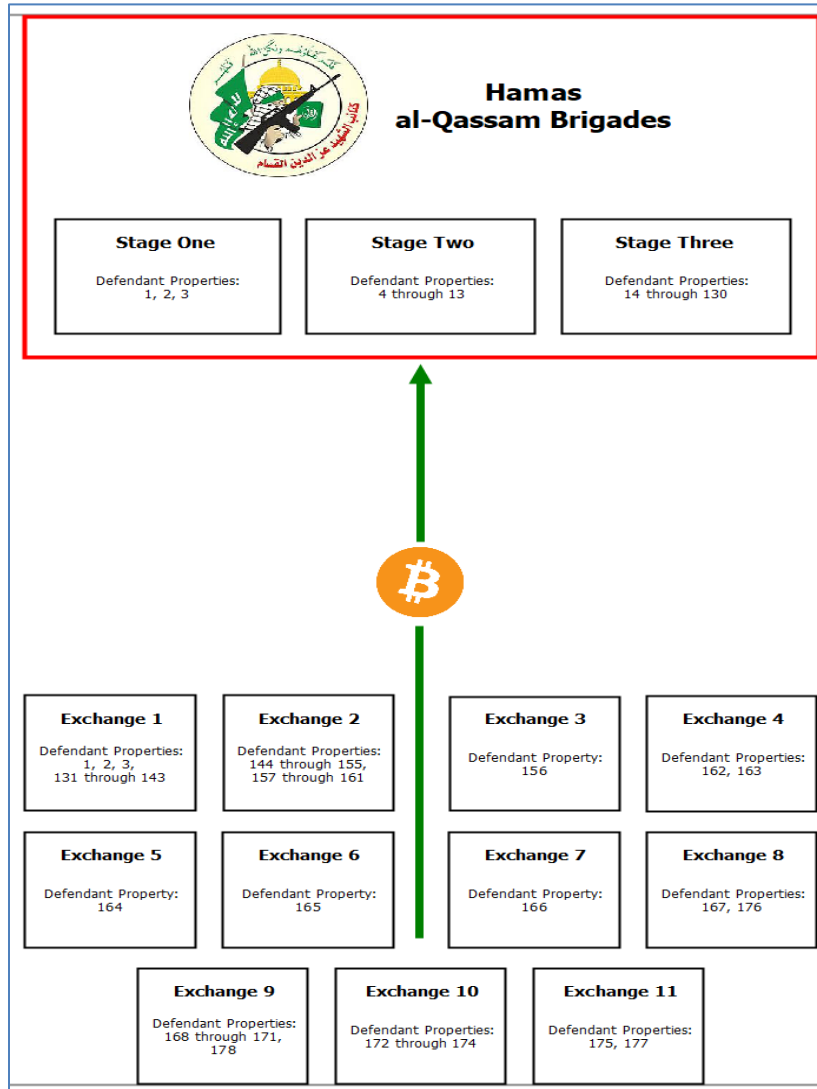 كتائب الشهيد عز الدين القسام
Hamas
al-Qassam Brigades
Stage One
Defendant Properties:
1, 2, 3
Stage Two
Defendant Properties:
4 through 13
Stage Three
Defendant Properties:
14 through 130
Exchange 1
Defendant Properties:
1, 2, 3,
131 through 143
Exchange 2
Defendant Properties:
144 through 155,
157 through 161
Exchange 3
Defendant Property:
156
Exchange 4
Defendant Properties:
162, 163
Exchange 5
Defendant Property:
164
Exchange 6
Defendant Property:
165
Exchange 7
Defendant Property:
166
Exchange 8
Defendant Properties:
167, 176
Exchange 9
Defendant Properties:
168 through 171,
178
Exchange 10
Defendant Properties:
172 through 174
Exchange 11
Defendant Properties:
175, 177